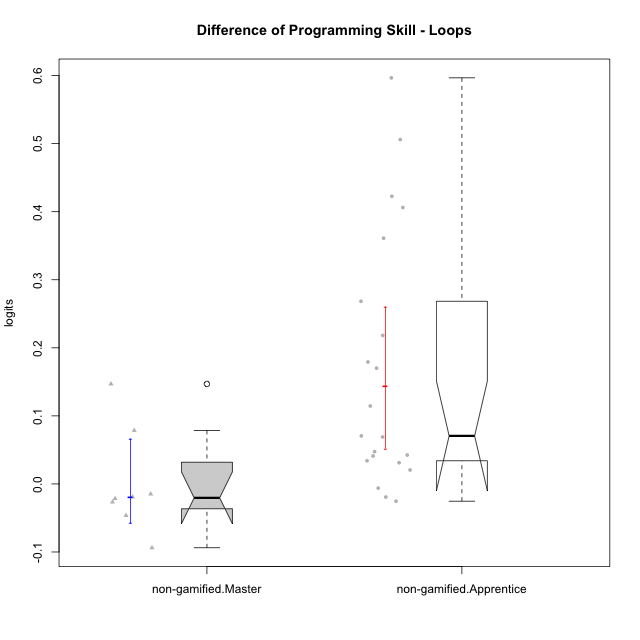 Difference of Programming Skill - Loops
logits
0.6
0.5
0.4
0.3
0.2
0.1
0.0
-0.1
non-gamified.Master
non-gamified.Apprentice